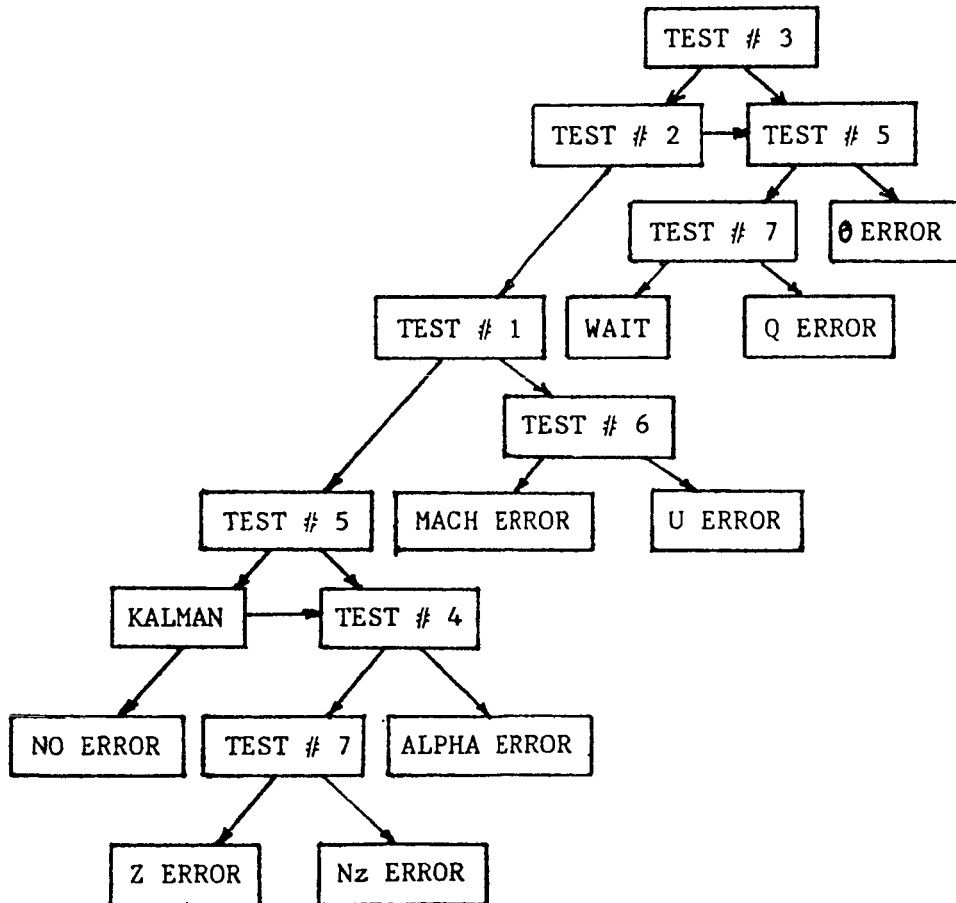 TEST # 3
TEST # 2
TEST # 5
TEST # 7
θ ERROR
TEST # 1
WAIT
Q ERROR
TEST # 6
TEST # 5
MACH ERROR
U ERROR
KALMAN
TEST # 4
NO ERROR
TEST # 7
ALPHA ERROR
Z ERROR
Nz ERROR